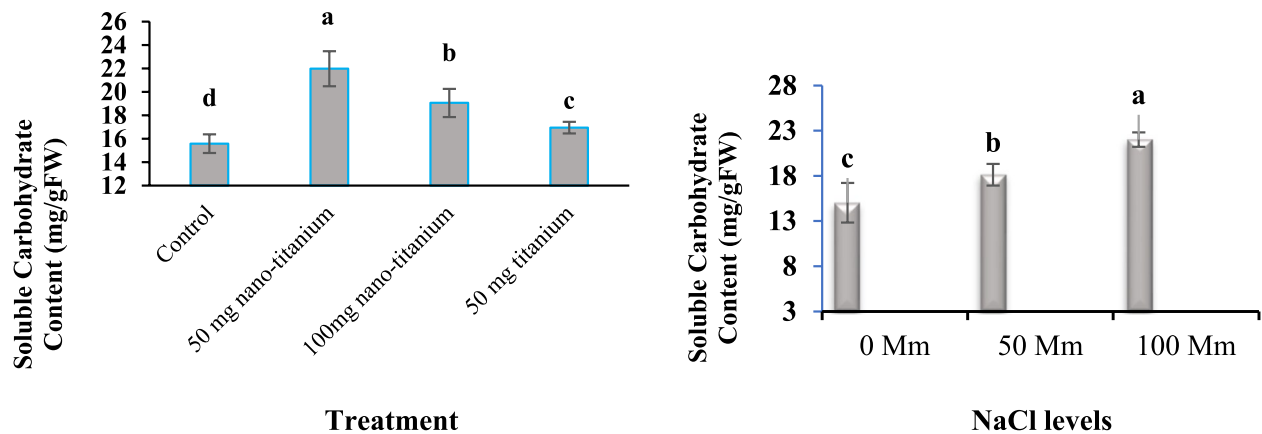 Soluble Carbohydrate
Content (mg/gFW)
26
24
22
20
18
16
14
12
d
a
b
c
Control
50 mg nano-titanium
100mg nano-titanium
50 mg titanium
Treatment
Soluble Carbohydrate
Content (mg/gFW)
28
23
18
13
8
3
c
b
a
0 Mm
50 Mm
100 Mm
NaCl levels